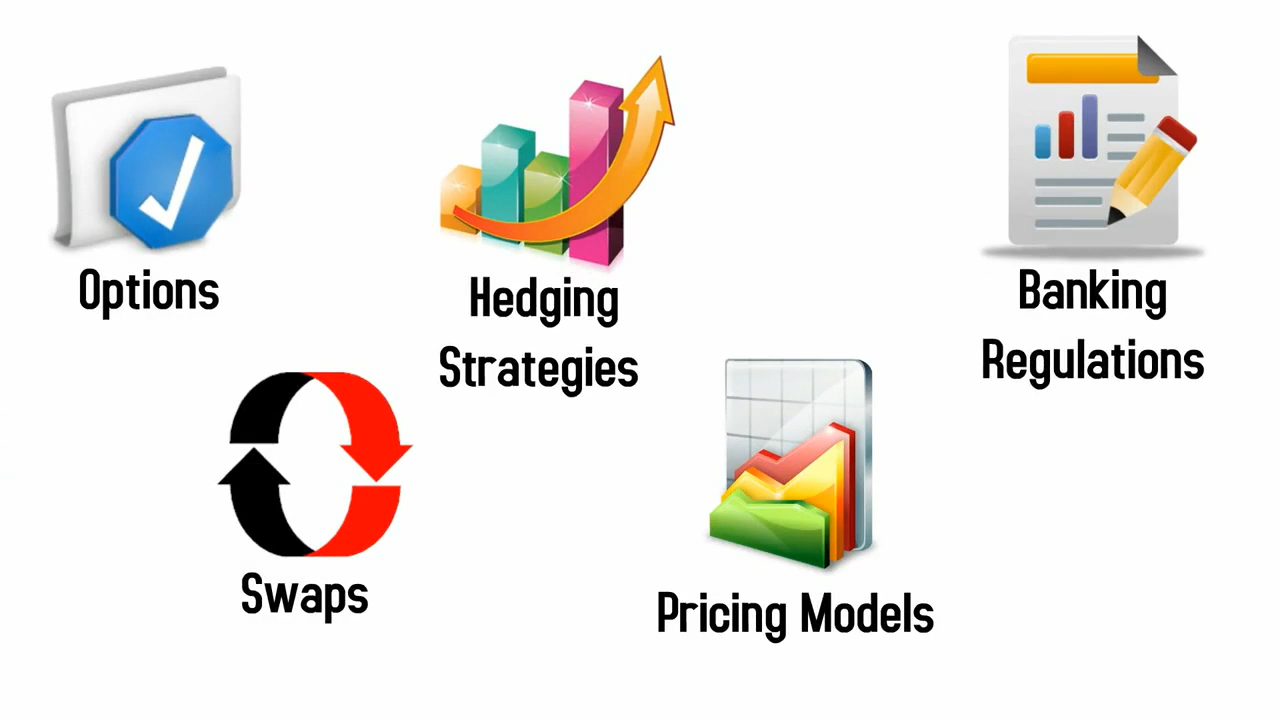 Options
Hedging
Strategies
Banking
Regulations
Swaps
Pricing Models